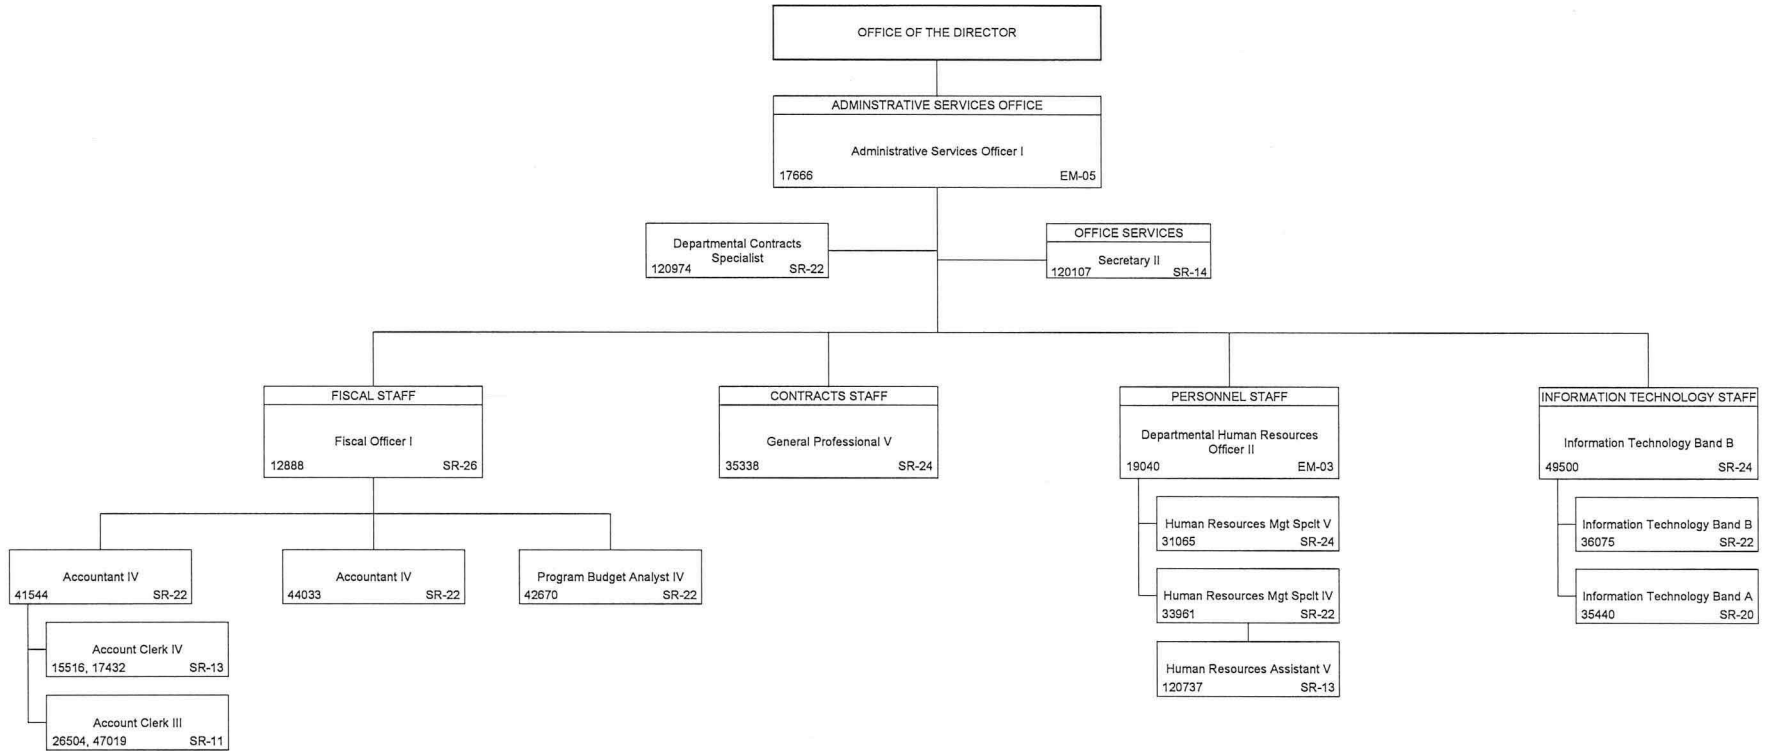 OFFICE OF THE DIRECTOR
ADMINSTRATIVE SERVICES OFFICE
Administrative Services Officer I
17666 EM-05
Departmental Contracts
Specialist
120974 SR-22
OFFICE SERVICES
Secretary II
120107 SR-14
FISCAL STAFF
Fiscal Officer I
12888 SR-26
CONTRACTS STAFF
General Professional V
35338 SR-24
PERSONNEL STAFF
Departmental Human Resources
Officer II
19040 EM-03
INFORMATION TECHNOLOGY STAFF
Information Technology Band B
49500 SR-24
Accountant IV
41544 SR-22
Account Clerk IV
15516, 17432 SR-13
Account Clerk III
26504, 47019 SR-11
Accountant IV
44033 SR-22
Program Budget Analyst IV
42670 SR-22
Human Resources Mgt Spclt V
31065 SR-24
Human Resources Mgt Spclt IV
33961 SR-22
Human Resources Assistant V
120737 SR-13
Information Technology Band B
36075 SR-22
Information Technology Band A
35440 SR-20